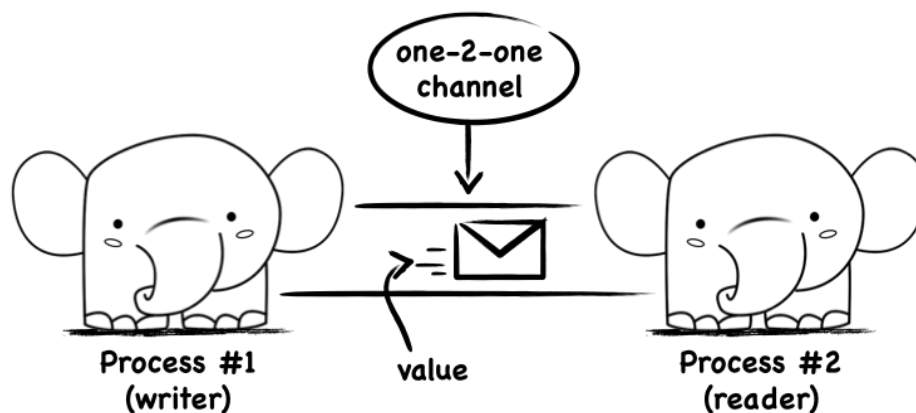 one-2-one
channel
value
Process #1
(writer)
Process #2
(reader)